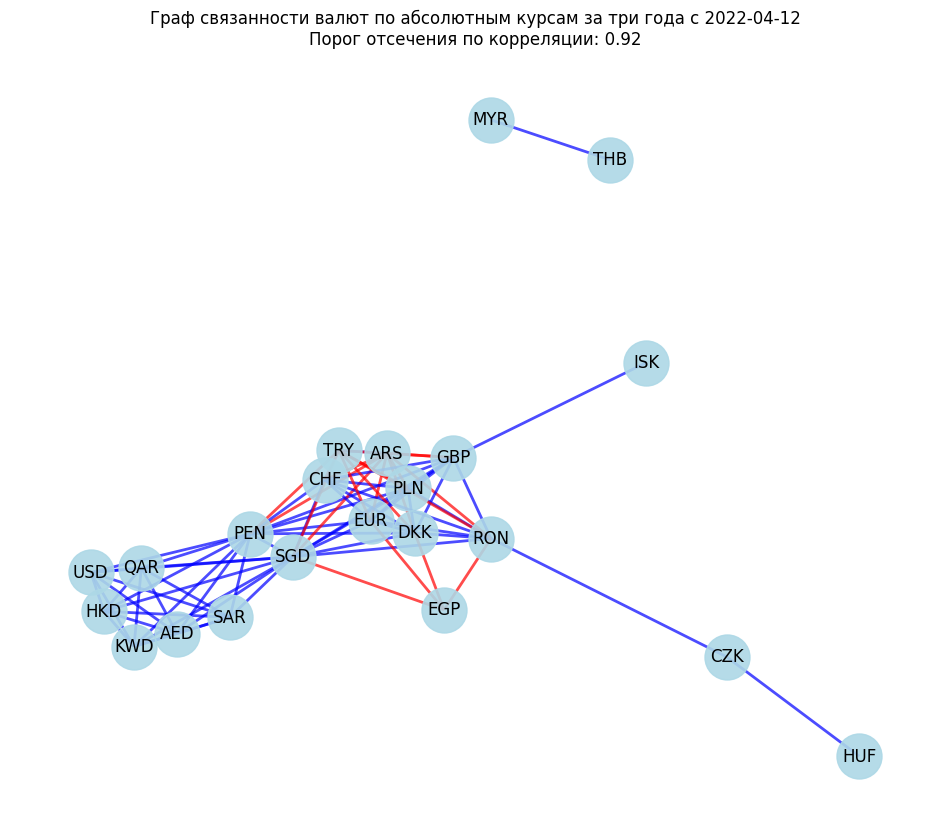 Граф связанности валют по абсолютным курсам за три года с 2022-04-12
Порог отсечения по корреляции: 0.92
MYR
THB
ISK
TRY
ARS
GBP
CHF
PLN
EUR
DKK
PEN
RON
SGD
USD
QAR
HKD
EGP
SAR
AED
KWD
CZK
HUF